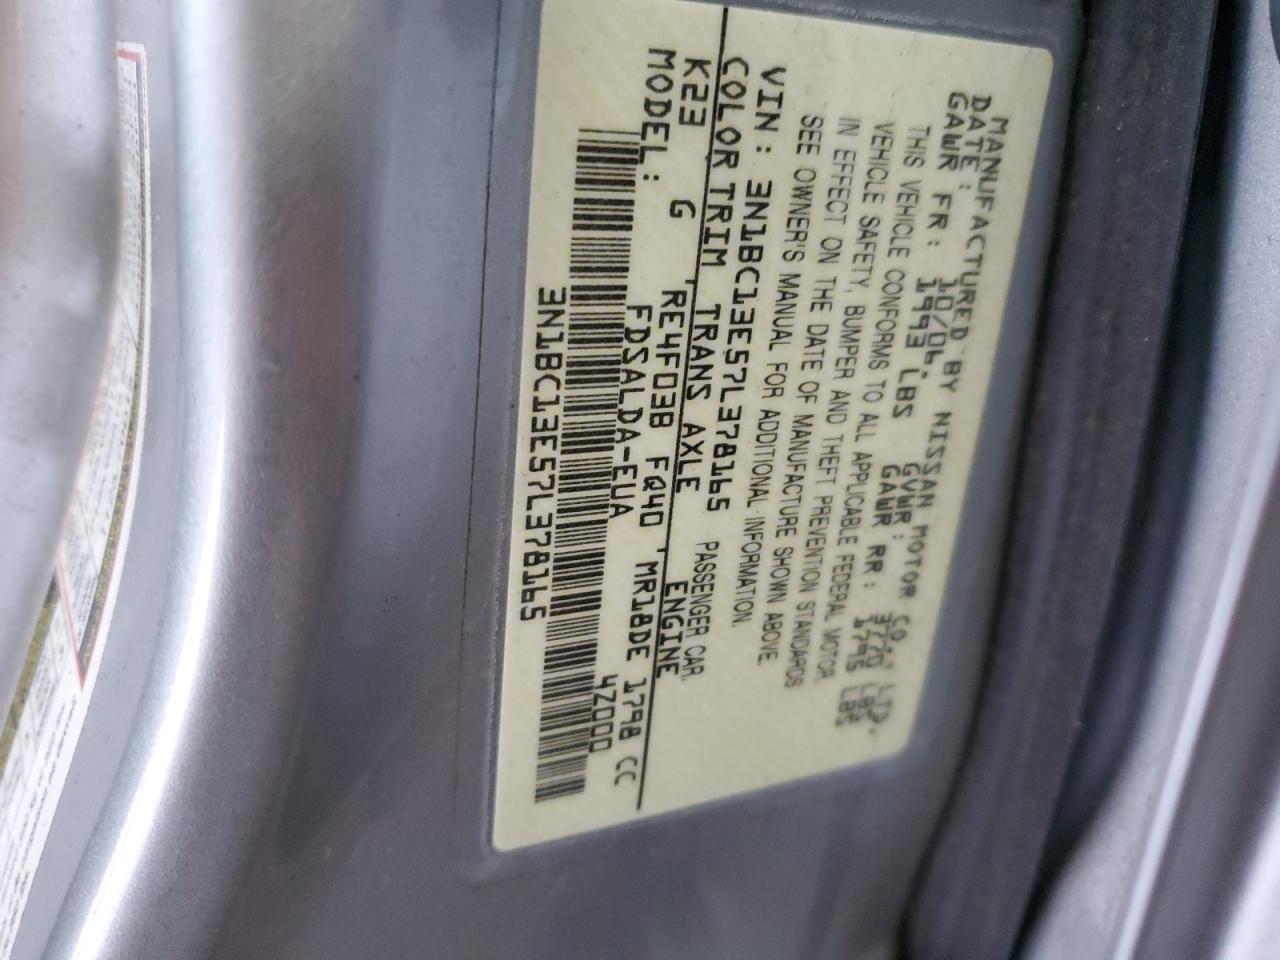 MANUFACTURED BY NISSAN MOTOR CO., LTD.
DATE: 10/06. GVWR: 3770 LBS
GAWR FR: 1993 LBS GAWR RR: 1795 LBS
THIS VEHICLE CONFORMS TO ALL APPLICABLE FEDERAL MOTOR
VEHICLE SAFETY, BUMPER AND THEFT PREVENTION STANDARDS
IN EFFECT ON THE DATE OF MANUFACTURE SHOWN ABOVE.
SEE OWNER'S MANUAL FOR ADDITIONAL INFORMATION.
VIN: 3N1BC13E57L378165 PASSENGER CAR
COLOR TRIM TRANS AXLE ENGINE
K23 G RE4F03B FQ40 MR18DE 1798 CC
MODEL: FDSALDA-EUA 4Z000
3N1BC13E57L378165